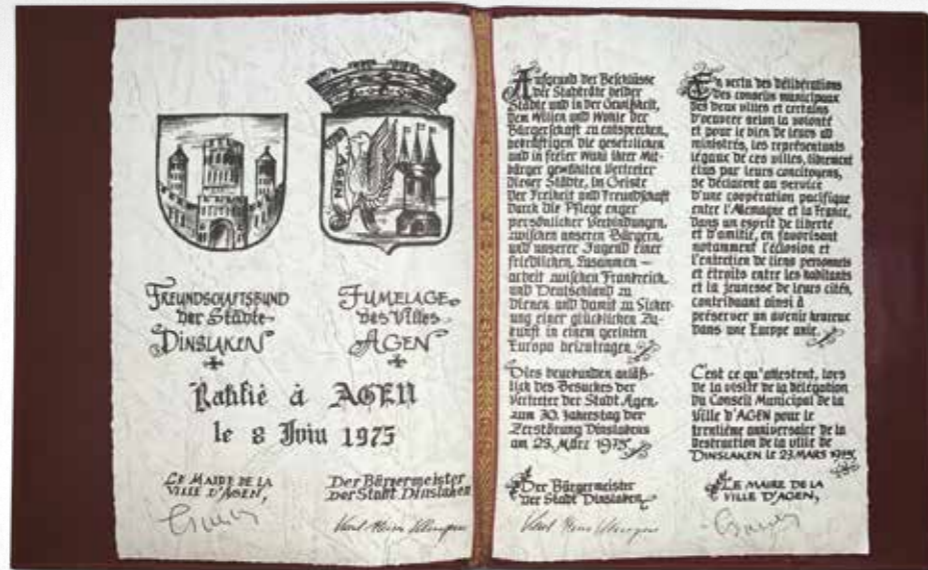 FREUNDSCHAFTSBUND
der Städte
DINSLAKEN
JUMELAGE
des VILLES
AGEN
Ratifié à AGEN
le 8 Juin 1975
LE MAIRE DE LA
VILLE D'AGEN,
Der Bürgermeister
der Stadt Dinslaken
Aufgrund der Beschlüsse
der Stadträte beider
Städte und in der Gewißheit,
dem Willen und Wohle der
Bürgerschaft zu entsprechen,
bekräftigen die gesetzlichen
und in freier Wahl ihrer Mit-
bürger gewählten Vertreter
dieser Städte, im Geiste
der Freiheit und Freundschaft
durch die Pflege enger
persönlicher Verbindungen
zwischen unseren Bürgern
und unserer Jugend einer
friedlichen Zusammen-
arbeit zwischen Frankreich
und Deutschland zu
dienen und damit zu Sicher-
ung einer glücklichen Zu-
kunft in einem geeinten
Europa beizutragen.
Dies beurkunden anläß-
lich des Besuches der
Vertreter der Stadt Agen
zum 30. Jahrestag der
Zerstörung Dinslakens
am 23. März 1975
Der Bürgermeister
der Stadt Dinslaken
En vertu des délibérations
des conseils municipaux
des deux villes et certains
d'oeuvrer selon la volonté
et pour le bien de leurs ad
ministrés, les représentants
légaux de ces villes, librement
élus par leurs concitoyens,
se déclarent au service
d'une coopération pacifique
entre l'Allemagne et la France,
dans un esprit de liberté
et d'amitié, en favorisant
notamment l'éclosion et
l'entretien de liens personnels
et étroits entre les habitants
et la jeunesse de leurs cités,
contribuant ainsi à
préserver un avenir heureux
dans une Europe unie.
C'est ce qu'attestent, lors
de la visite de la délégation
du Conseil Municipal de la
Ville d'AGEN pour le
trentième anniversaire de la
destruction de la ville de
DINSLAKEN LE 23 MARS 1975
LE MAIRE DE LA
VILLE D'AGEN,